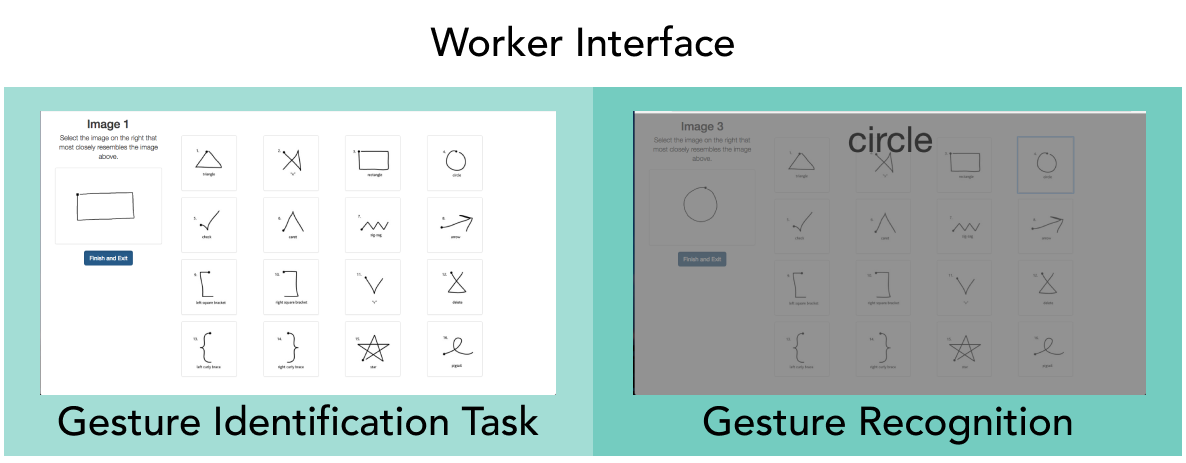 Worker Interface
Image 1
Select the image on the right that
most closely resembles the image
above.
Finish and Exit
1.
triangle
2.
"x"
3.
rectangle
4.
circle
5.
check
6.
caret
7.
zig-zag
8.
arrow
9.
left square bracket
10.
right square bracket
11.
"v"
12.
delete
13.
left curly brace
14.
right curly brace
15.
star
16.
pigtail
Gesture Identification Task
Image 3
Select the image on the right that
most closely resembles the image
above.
Finish and Exit
circle
1.
triangle
2.
3.
rectangle
4.
circle
5.
check
6.
caret
7.
zig-zag
8.
arrow
9.
left square bracket
10.
right square bracket
11.
"v"
12.
delete
13.
left curly brace
14.
right curly brace
15.
star
16.
pigtail
Gesture Recognition